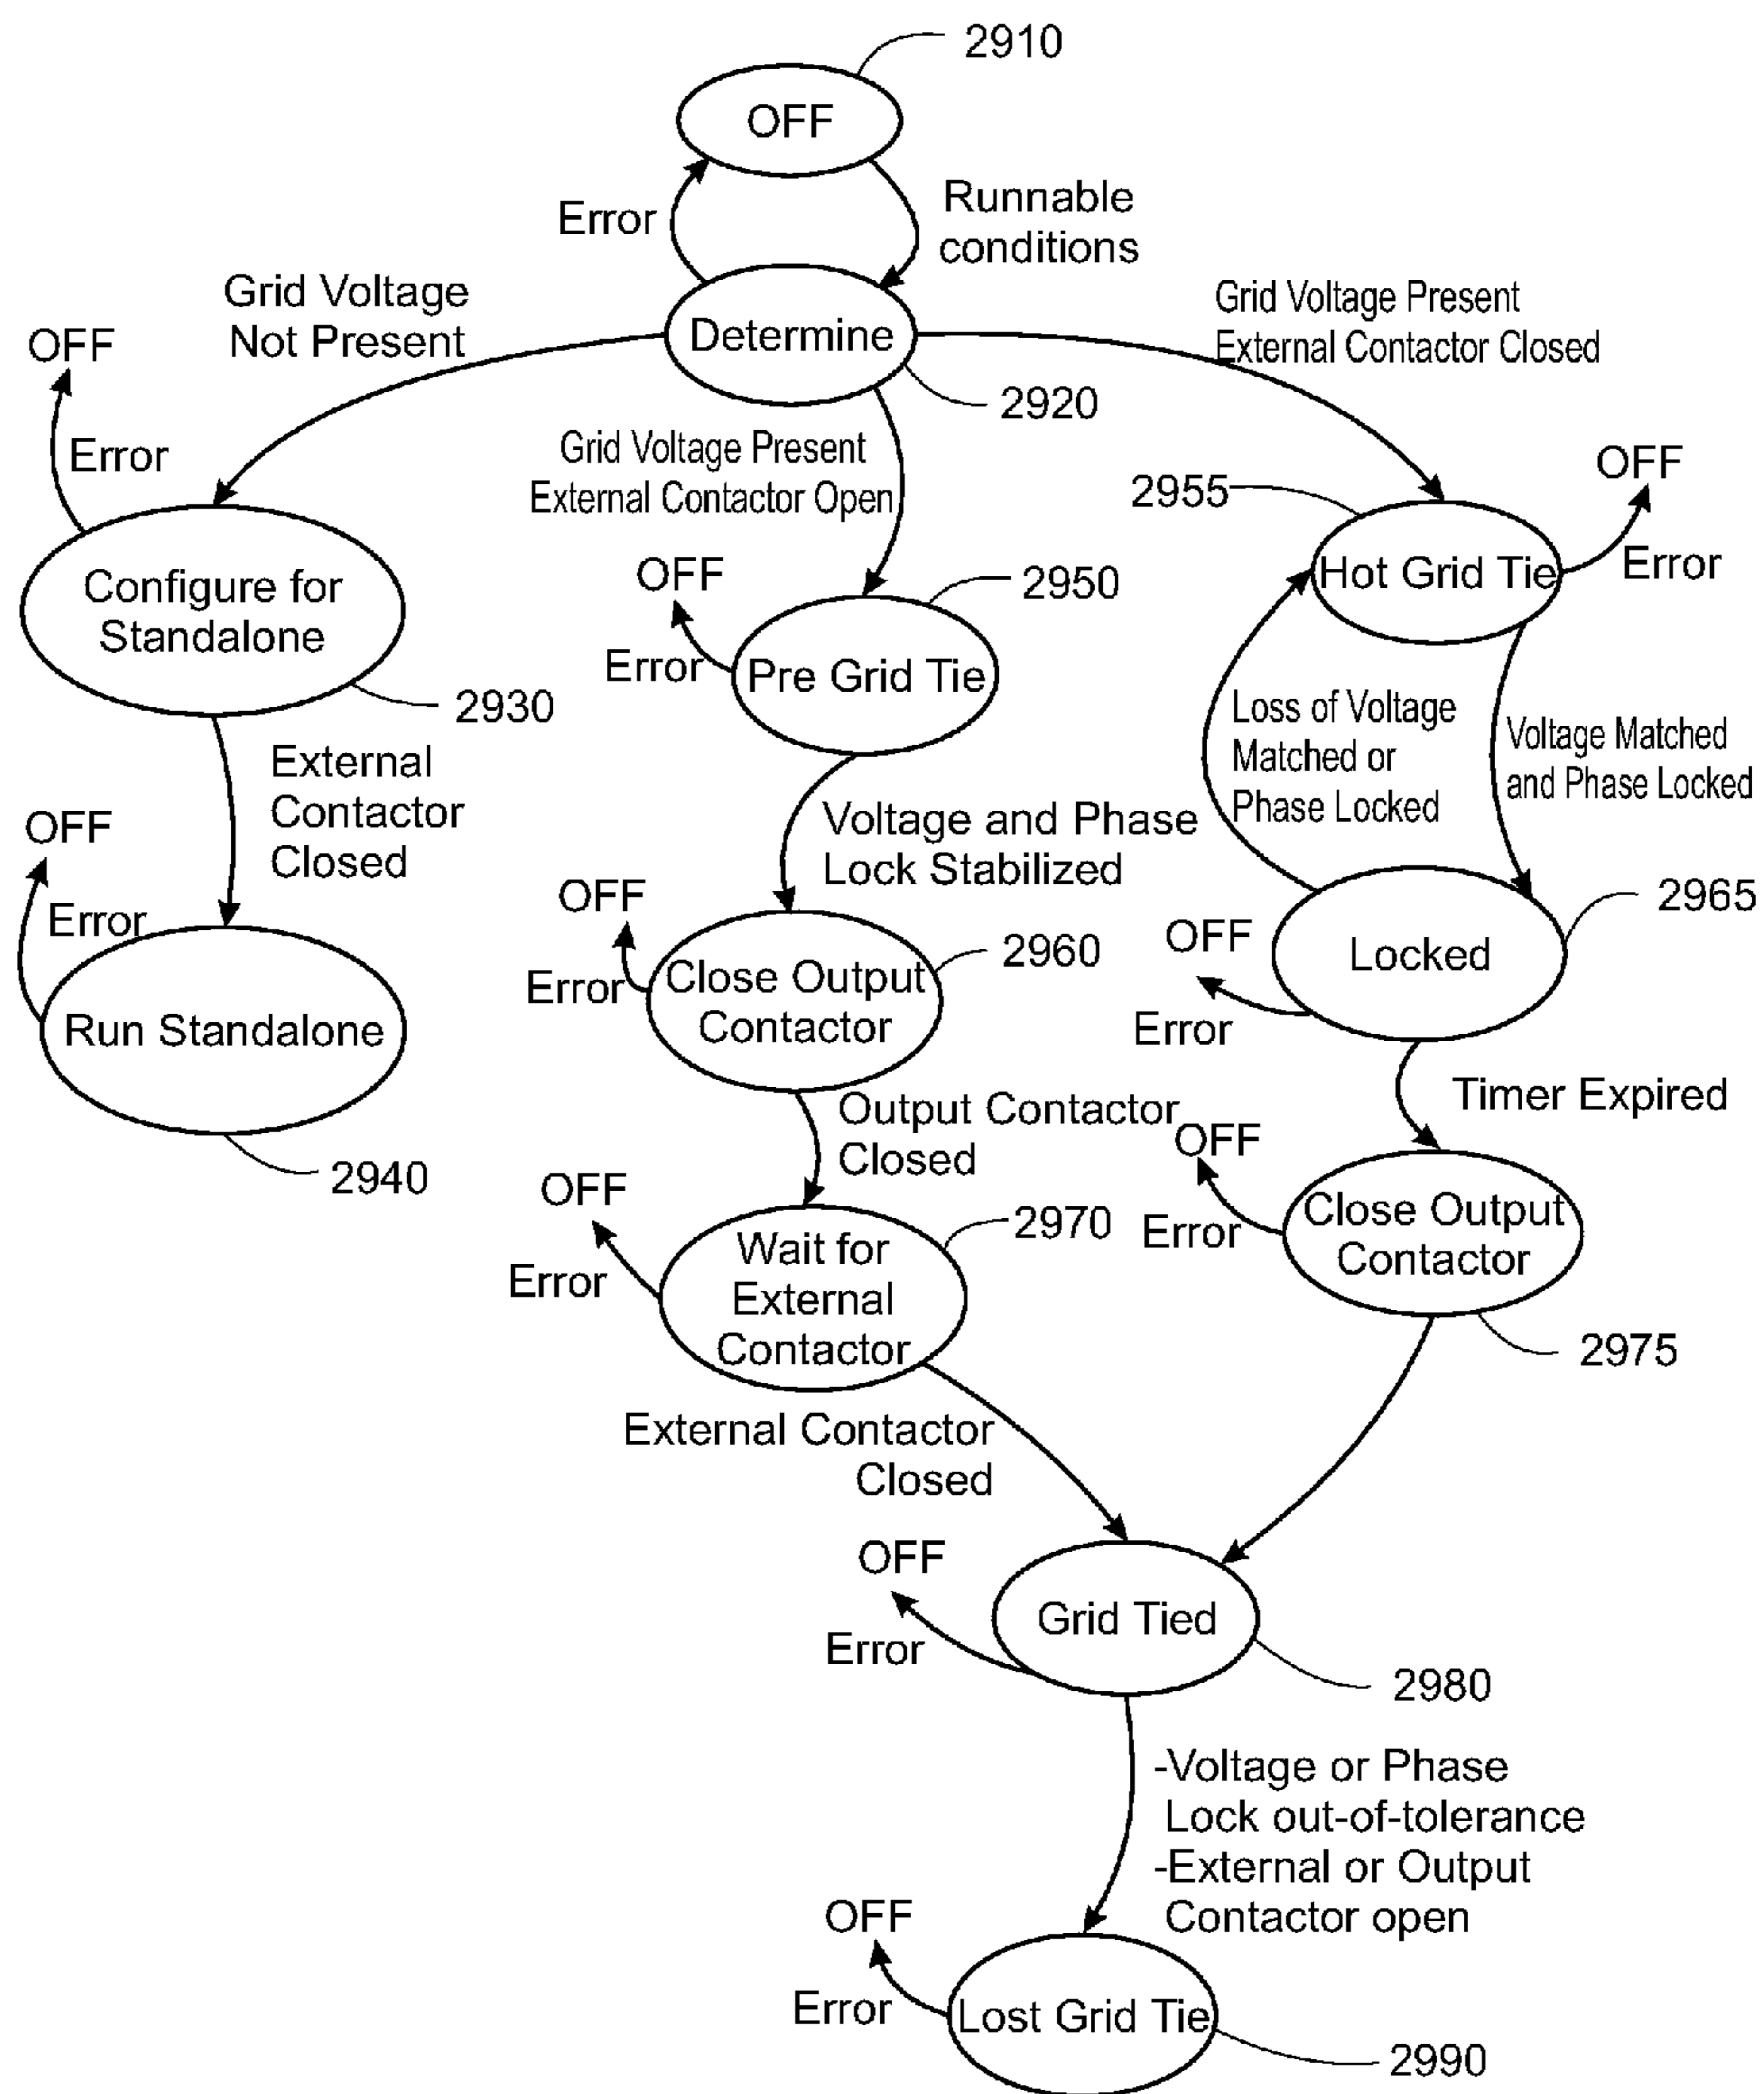 2910
OFF
Error
Runnable
conditions
Grid Voltage
Not Present
Determine
2920
Grid Voltage Present
External Contactor Closed
OFF
Error
Grid Voltage Present
External Contactor Open
2955
OFF
Error
Hot Grid Tie
Configure for
Standalone
2930
OFF
Error
2950
Pre Grid Tie
Loss of Voltage
Matched or
Phase Locked
Voltage Matched
and Phase Locked
External
Contactor
Closed
Voltage and Phase
Lock Stabilized
OFF
Error
Run Standalone
2940
OFF
Error
2960
Close Output
Contactor
2965
Locked
OFF
Error
Timer Expired
Output Contactor
Closed
OFF
Error
Close Output
Contactor
2975
OFF
Error
2970
Wait for
External
Contactor
External Contactor
Closed
OFF
Error
Grid Tied
2980
-Voltage or Phase
Lock out-of-tolerance
-External or Output
Contactor open
OFF
Error
Lost Grid Tie
2990